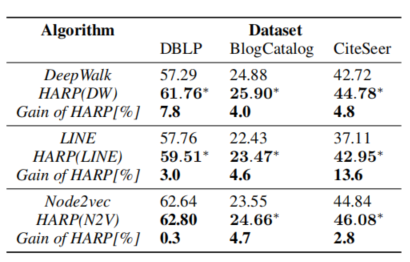 Algorithm Dataset
DBLP BlogCatalog CiteSeer
DeepWalk 57.29 24.88 42.72
HARP(DW) 61.76* 25.90* 44.78*
Gain of HARP[%] 7.8 4.0 4.8
LINE 57.76 22.43 37.11
HARP(LINE) 59.51* 23.47* 42.95*
Gain of HARP[%] 3.0 4.6 13.6
Node2vec 62.64 23.55 44.84
HARP(N2V) 62.80 24.66* 46.08*
Gain of HARP[%] 0.3 4.7 2.8